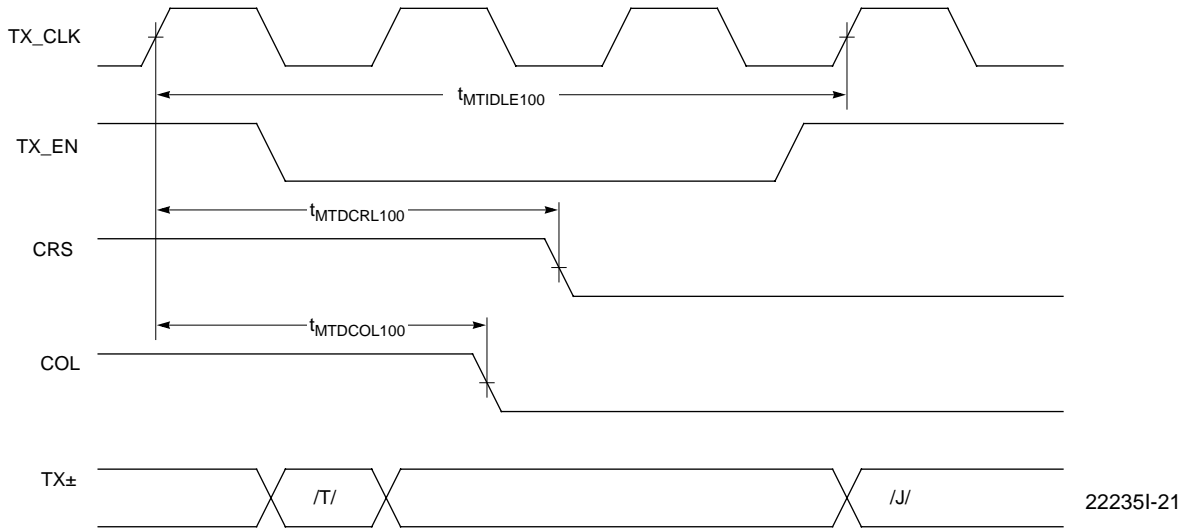 TX_CLK
tMTIDLE100
TX_EN
tMTDCRL100
CRS
tMTDCOL100
COL
TX±
/T/
/J/
22235I-21